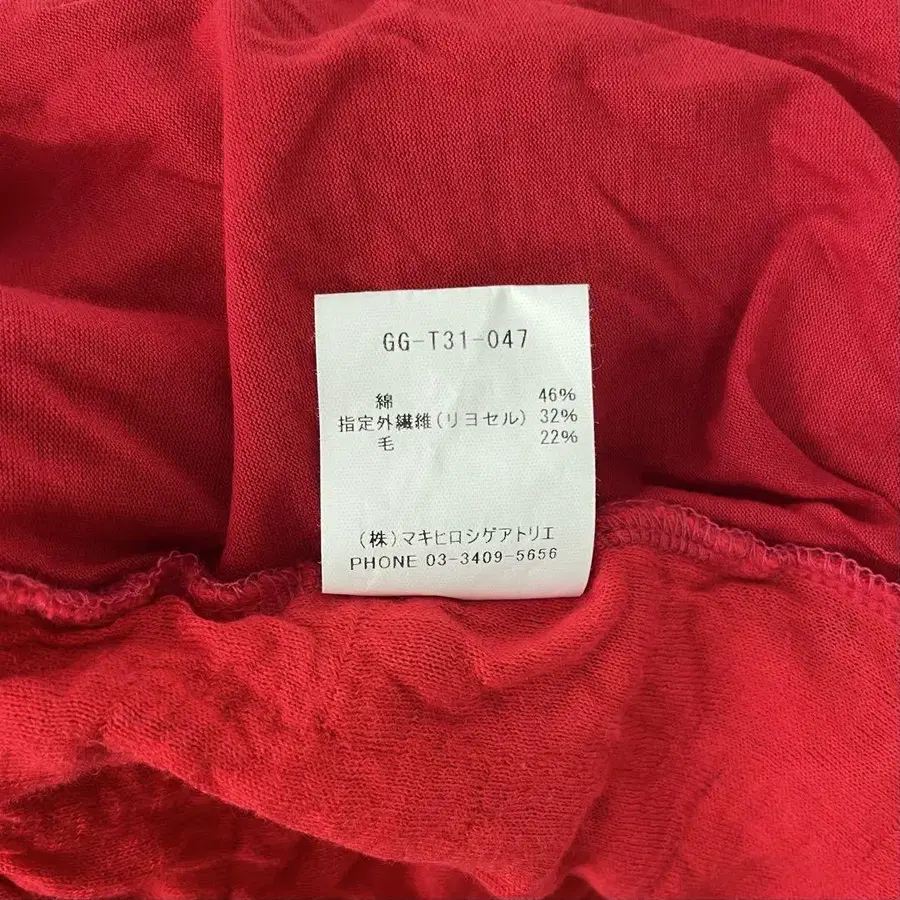 GG-T31-047
綿 46%
指定外繊維(リヨセル) 32%
毛 22%
(株)マキヒロシゲアトリエ
PHONE 03-3409-5656